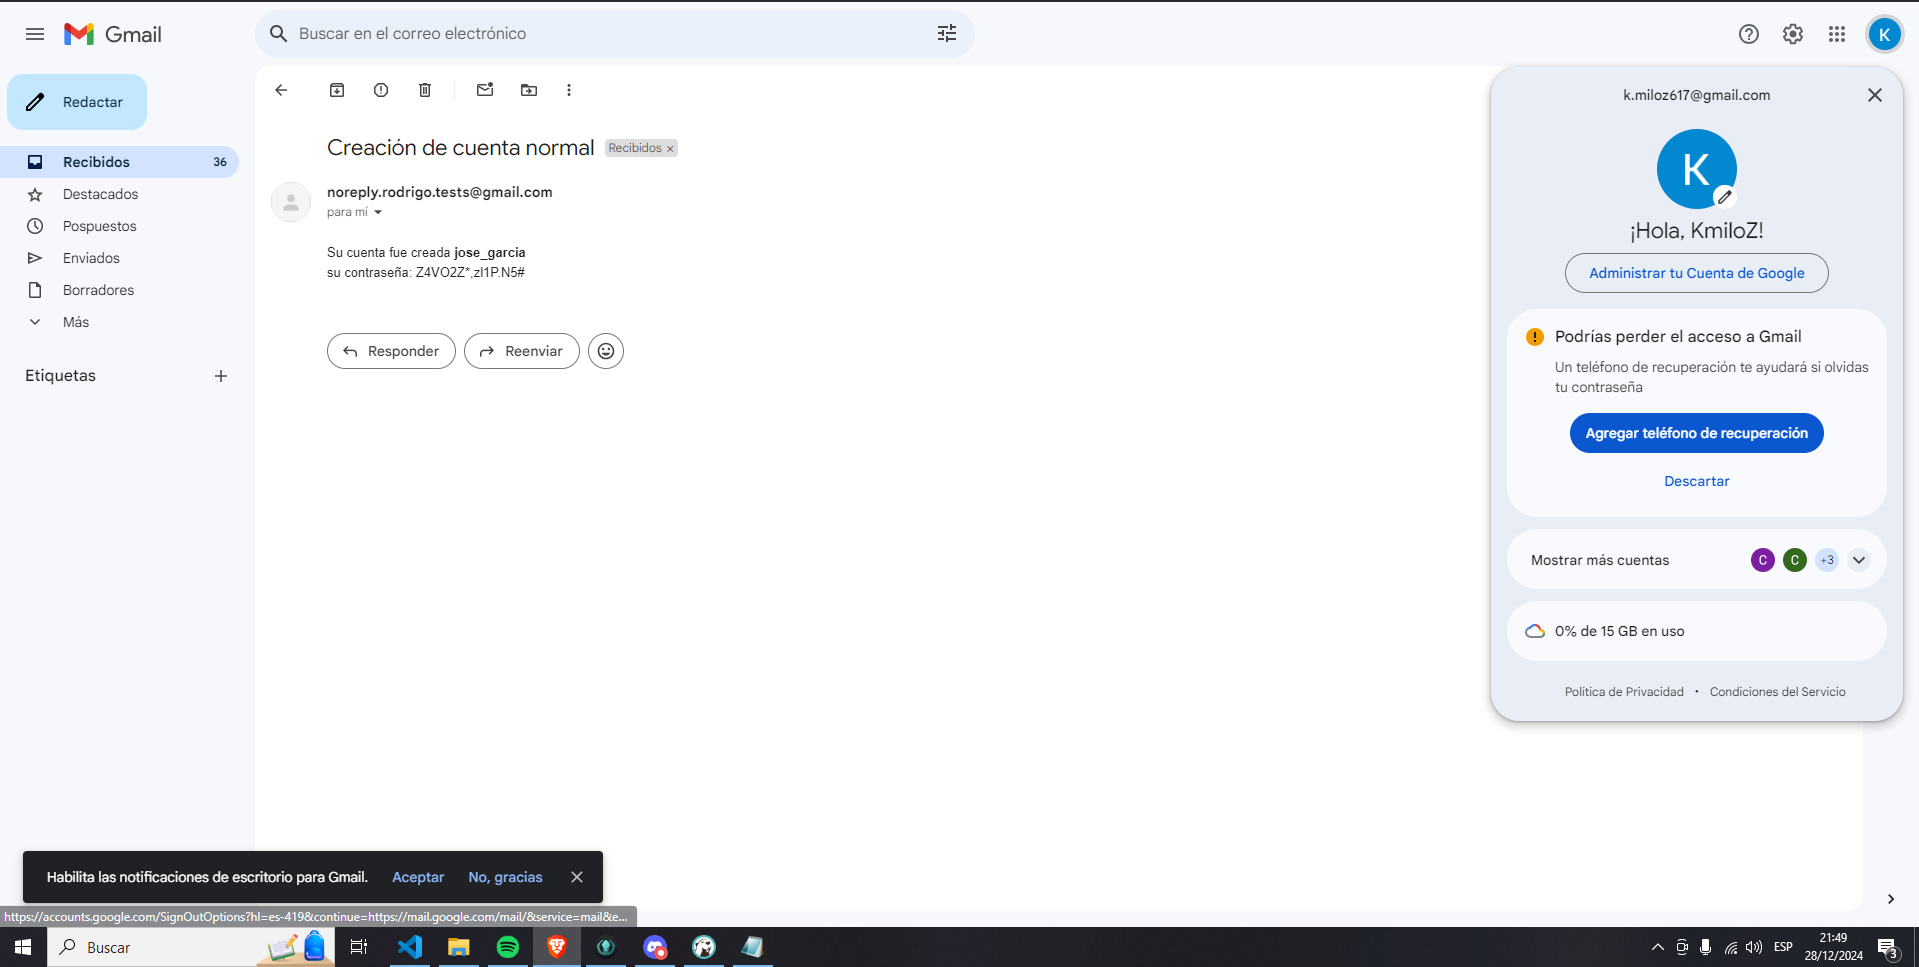 Gmail
Buscar en el correo electrónico
K
Redactar
Recibidos 36
Destacados
Pospuestos
Enviados
Borradores
Más
Etiquetas
Creación de cuenta normal Recibidos ×
noreply.rodrigo.tests@gmail.com
para mí
Su cuenta fue creada jose_garcia
su contraseña: Z4VO2Z*,zI1P.N5#
Responder
Reenviar
k.miloz617@gmail.com
K
¡Hola, KmiloZ!
Administrar tu Cuenta de Google
Podrías perder el acceso a Gmail
Un teléfono de recuperación te ayudará si olvidas
tu contraseña
Agregar teléfono de recuperación
Descartar
Mostrar más cuentas C C +3
0% de 15 GB en uso
Política de Privacidad • Condiciones del Servicio
Habilita las notificaciones de escritorio para Gmail. Aceptar No, gracias
https://accounts.google.com/SignOutOptions?hl=es-419&continue=https://mail.google.com/mail/&service=mail&e...
Buscar
ESP
21:49
28/12/2024
3